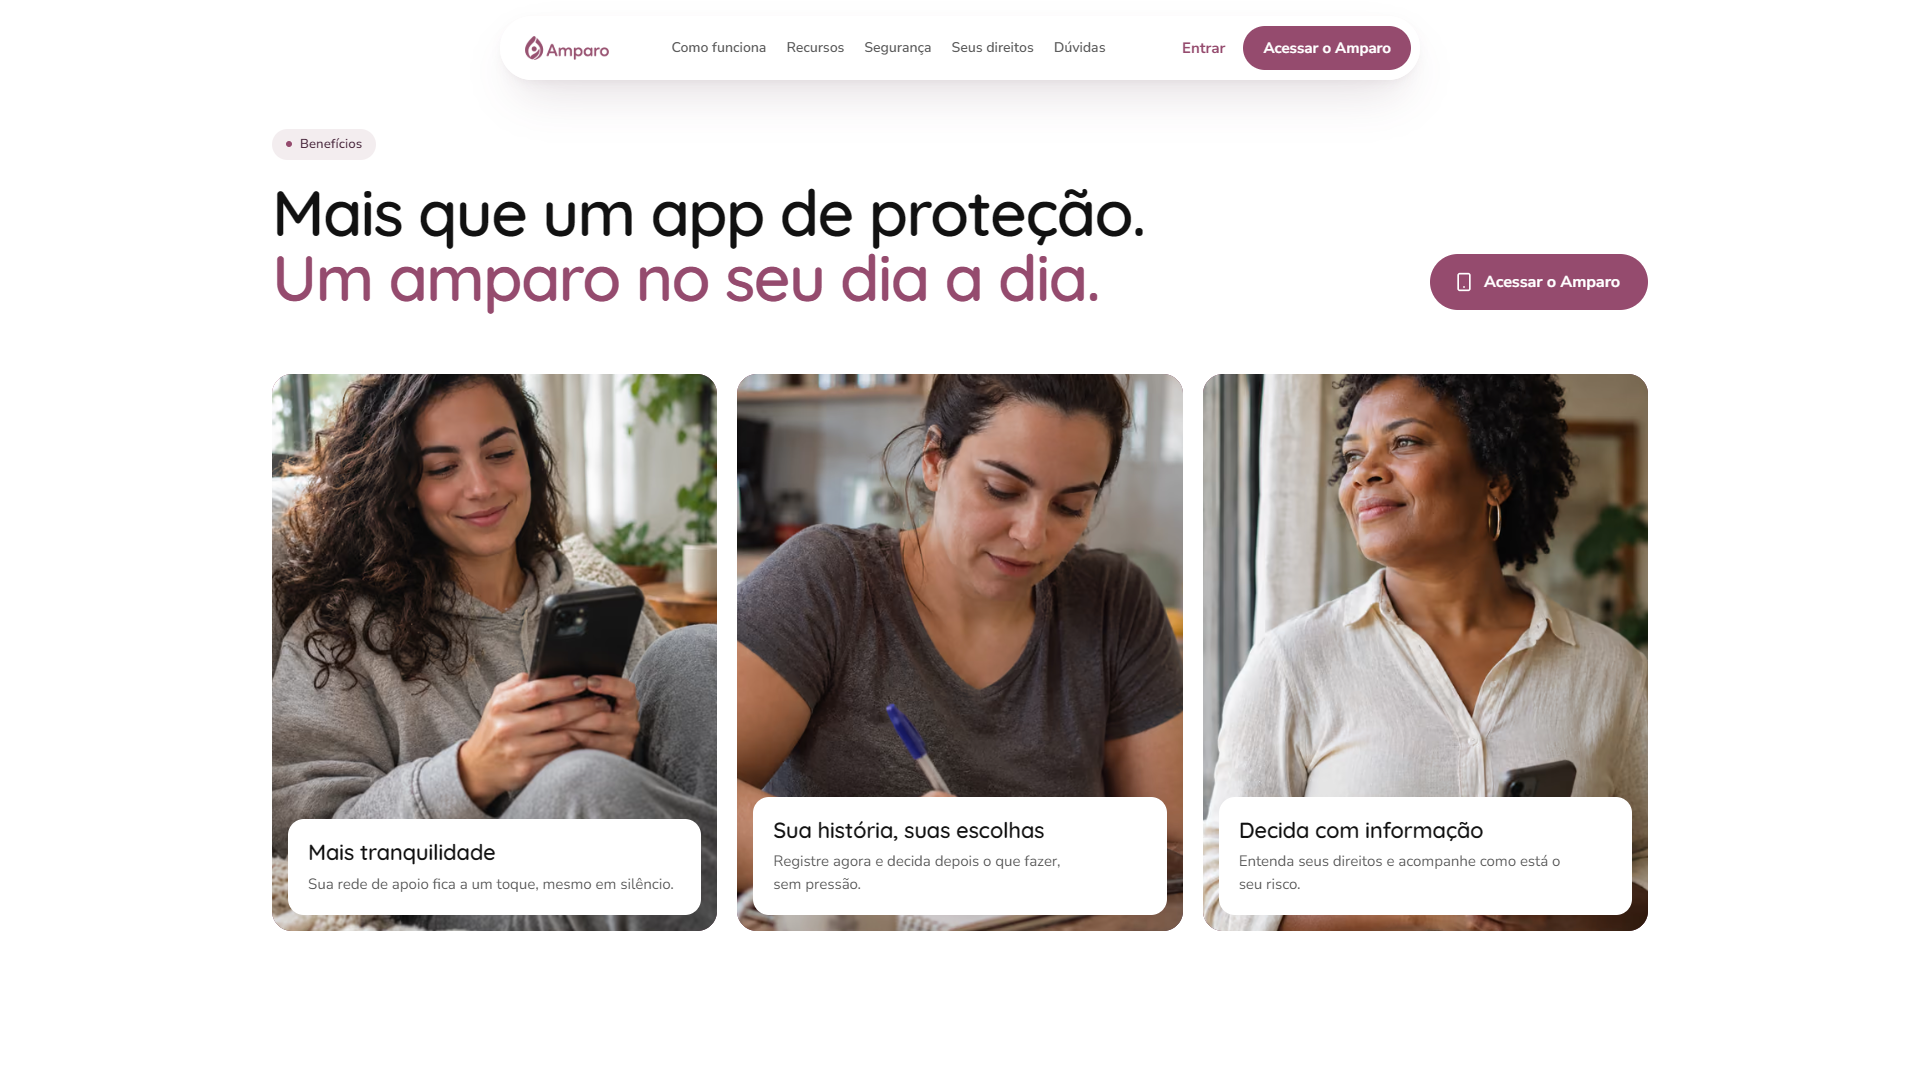 Amparo
Como funciona
Recursos
Segurança
Seus direitos
Dúvidas
Entrar
Acessar o Amparo
Benefícios
Mais que um app de proteção.
Um amparo no seu dia a dia.
Acessar o Amparo
Mais tranquilidade
Sua rede de apoio fica a um toque, mesmo em silêncio.
Sua história, suas escolhas
Registre agora e decida depois o que fazer,
sem pressão.
Decida com informação
Entenda seus direitos e acompanhe como está o
seu risco.